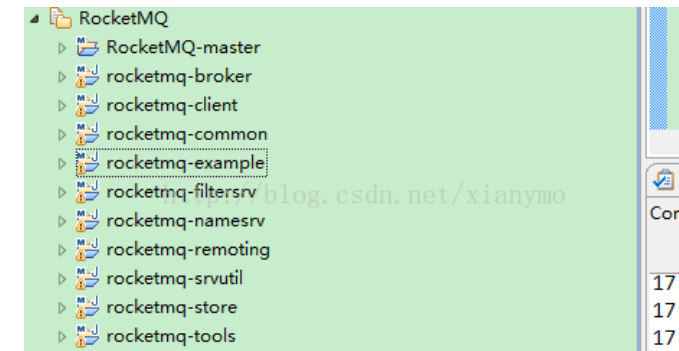 RocketMQ
RocketMQ-master
rocketmq-broker
rocketmq-client
rocketmq-common
rocketmq-example
rocketmq-filtersrv
http://blog.csdn.net/xianymo
rocketmq-namesrv
Cor
rocketmq-remoting
rocketmq-srvutil
17
rocketmq-store
17
rocketmq-tools
17